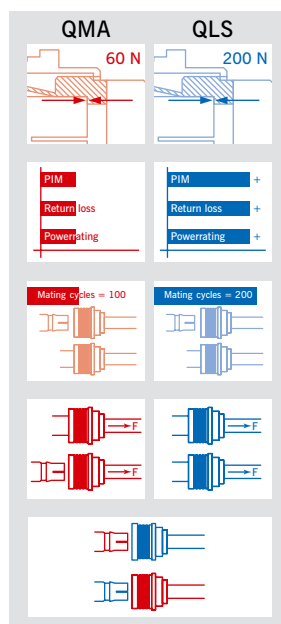 QMA QLS
60 N 200 N
PIM PIM +
Return loss Return loss +
Powerrating Powerrating +
Mating cycles = 100 Mating cycles = 200
F F
F F